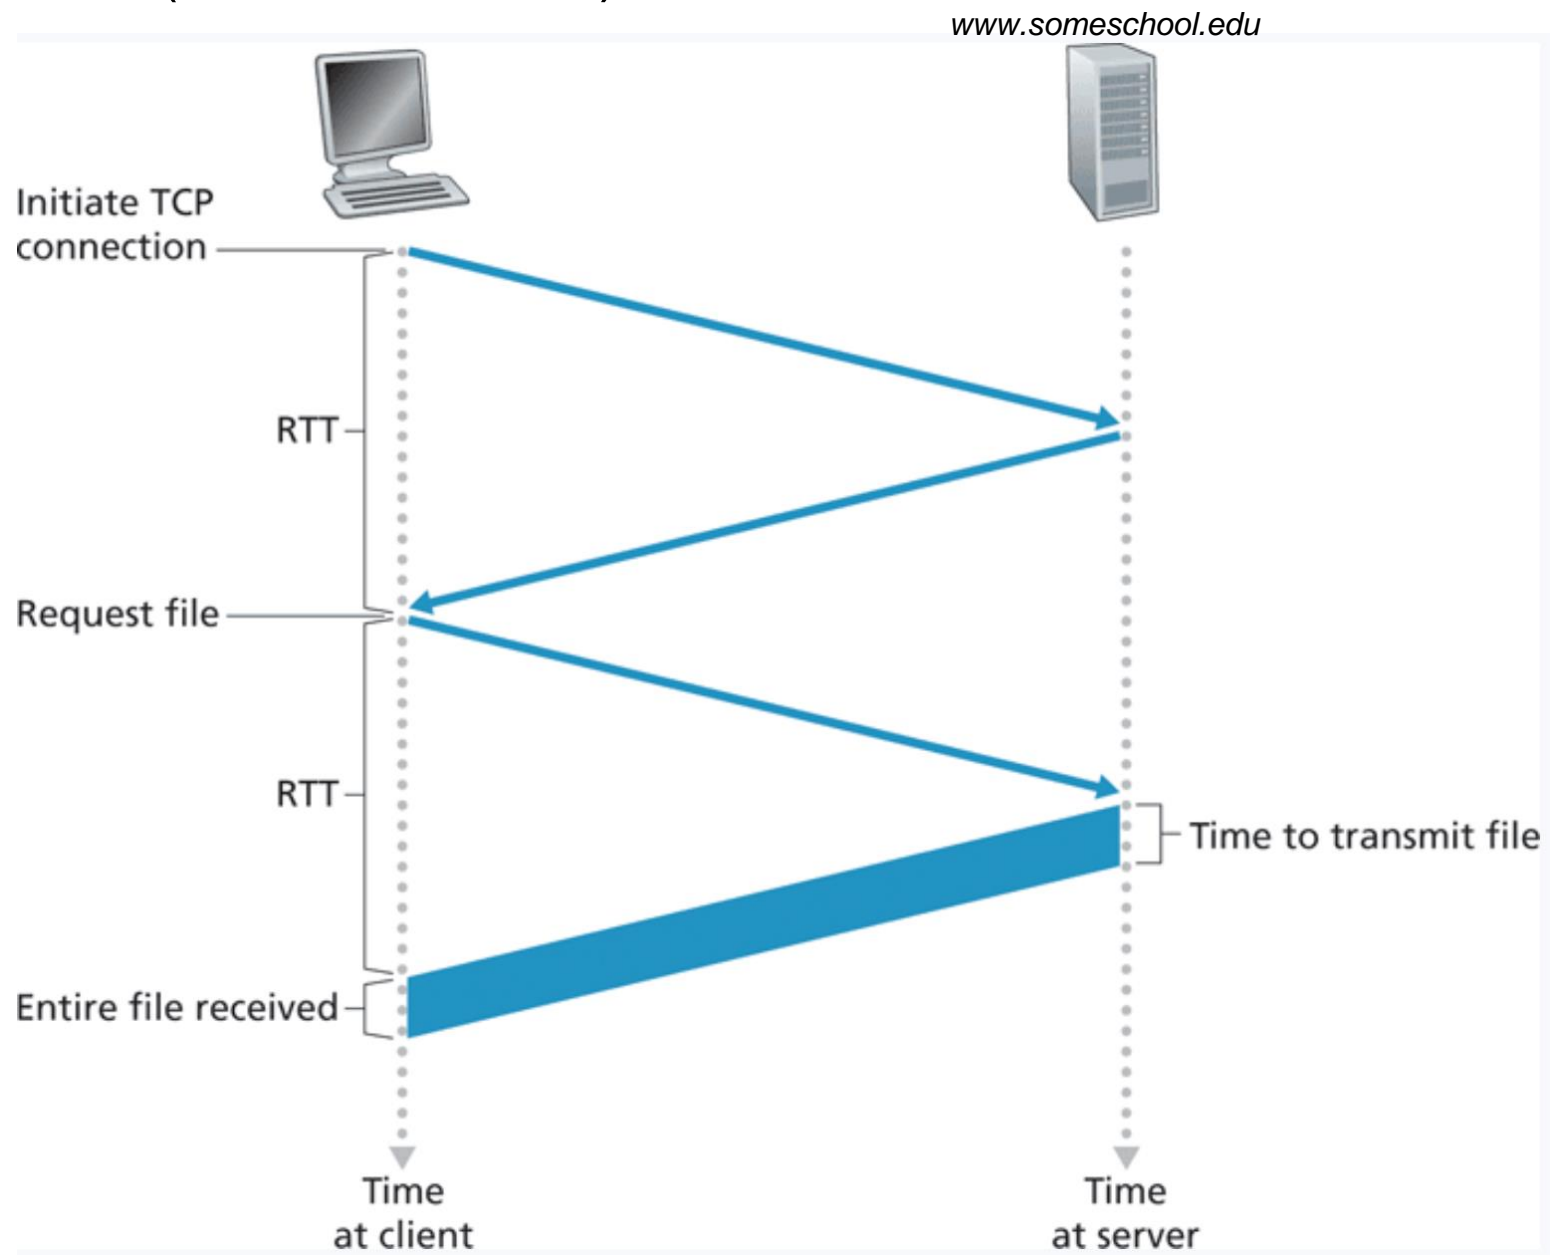 www.someschool.edu
Initiate TCP
connection
RTT
Request file
RTT
Time to transmit file
Entire file received
Time
at client
Time
at server